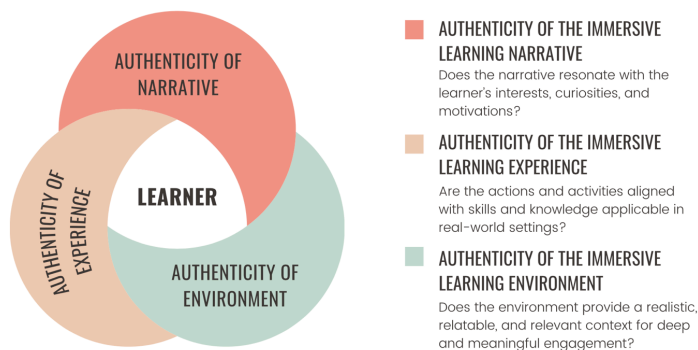 AUTHENTICITY OF
NARRATIVE
AUTHENTICITY OF
EXPERIENCE
LEARNER
AUTHENTICITY OF
ENVIRONMENT
AUTHENTICITY OF THE IMMERSIVE
LEARNING NARRATIVE
Does the narrative resonate with the
learner's interests, curiosities, and
motivations?
AUTHENTICITY OF THE IMMERSIVE
LEARNING EXPERIENCE
Are the actions and activities aligned
with skills and knowledge applicable in
real-world settings?
AUTHENTICITY OF THE IMMERSIVE
LEARNING ENVIRONMENT
Does the environment provide a realistic,
relatable, and relevant context for deep
and meaningful engagement?